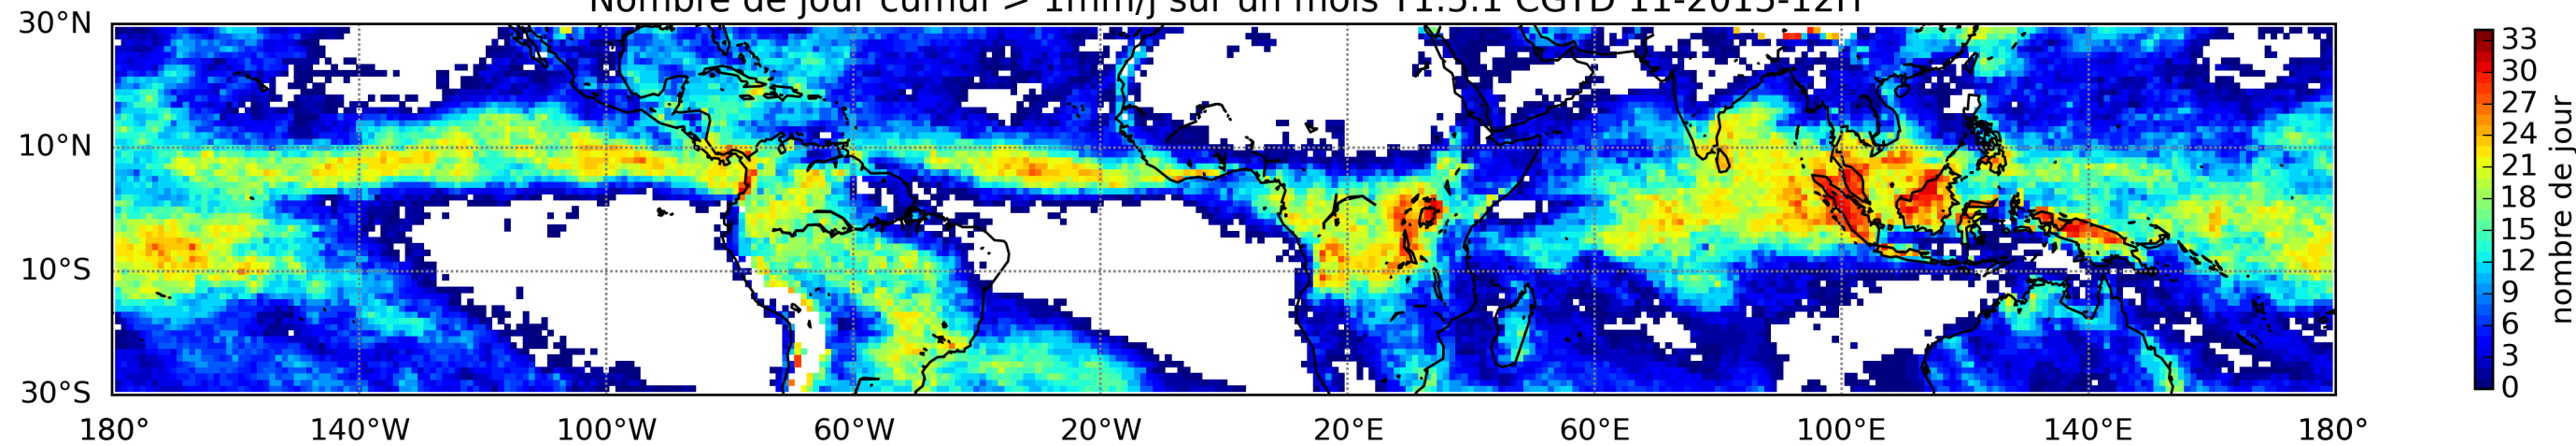 Nombre de jour cumul > 1mm/j sur un mois T1.5.1 CGTD 11-2015-12H
30°N
10°N
10°S
30°S
180° 140°W 100°W 60°W 20°W 20°E 60°E 100°E 140°E 180°
33
30
27
24
21
18
15
12
9
6
3
0
nombre de jour